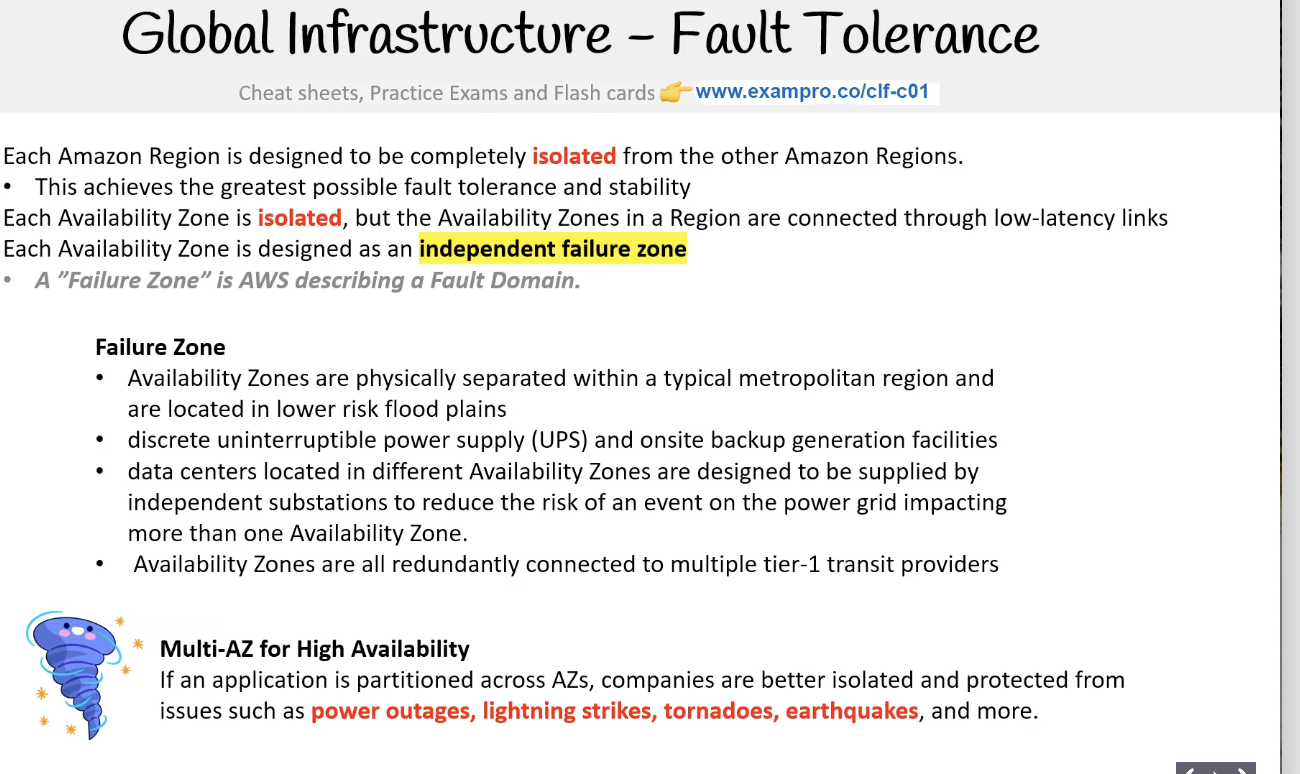 Global Infrastructure – Fault Tolerance
Cheat sheets, Practice Exams and Flash cards 👉 www.exampro.co/clf-c01
Each Amazon Region is designed to be completely isolated from the other Amazon Regions.
• This achieves the greatest possible fault tolerance and stability
Each Availability Zone is isolated, but the Availability Zones in a Region are connected through low-latency links
Each Availability Zone is designed as an independent failure zone
• A ”Failure Zone” is AWS describing a Fault Domain.
Failure Zone
• Availability Zones are physically separated within a typical metropolitan region and
are located in lower risk flood plains
• discrete uninterruptible power supply (UPS) and onsite backup generation facilities
• data centers located in different Availability Zones are designed to be supplied by
independent substations to reduce the risk of an event on the power grid impacting
more than one Availability Zone.
• Availability Zones are all redundantly connected to multiple tier-1 transit providers
Multi-AZ for High Availability
If an application is partitioned across AZs, companies are better isolated and protected from
issues such as power outages, lightning strikes, tornadoes, earthquakes, and more.